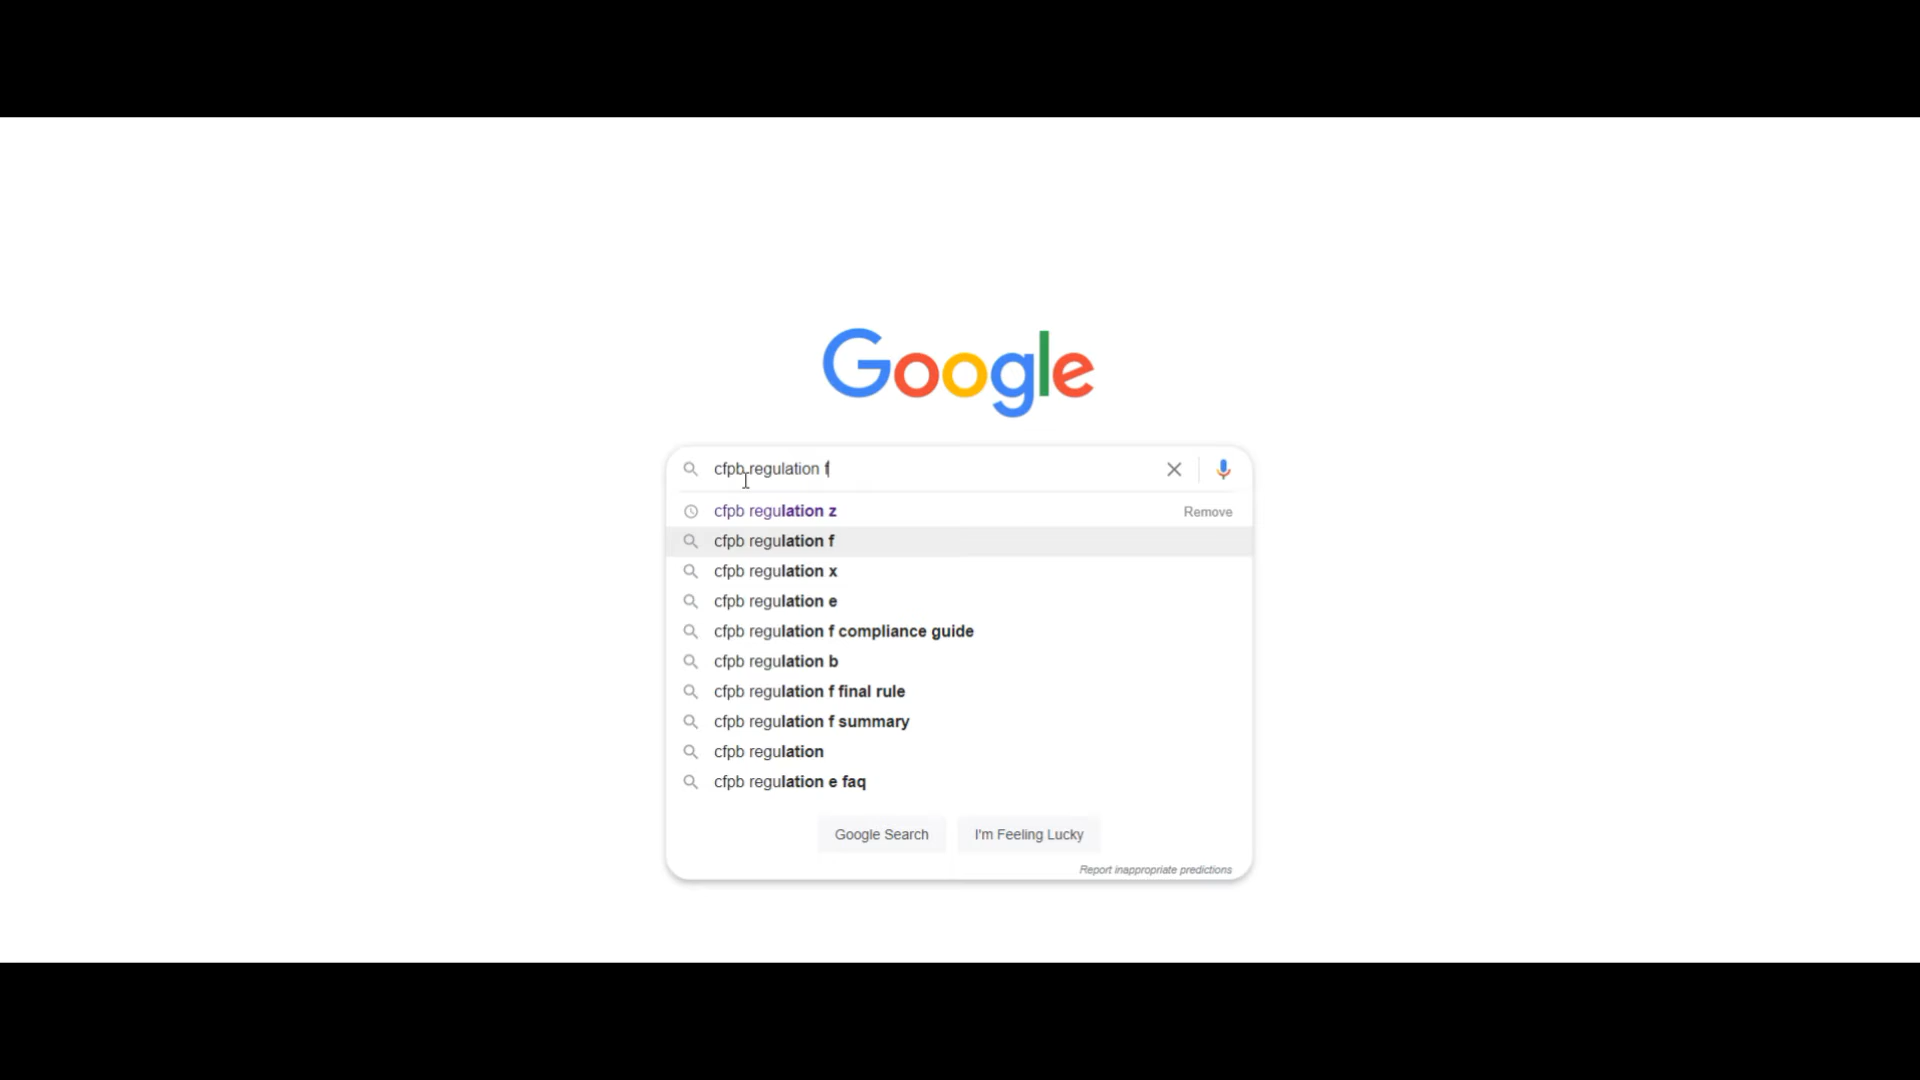 Google
cfpb regulation f
cfpb regulation z Remove
cfpb regulation f
cfpb regulation x
cfpb regulation e
cfpb regulation f compliance guide
cfpb regulation b
cfpb regulation f final rule
cfpb regulation f summary
cfpb regulation
cfpb regulation e faq
Google Search I'm Feeling Lucky
Report inappropriate predictions